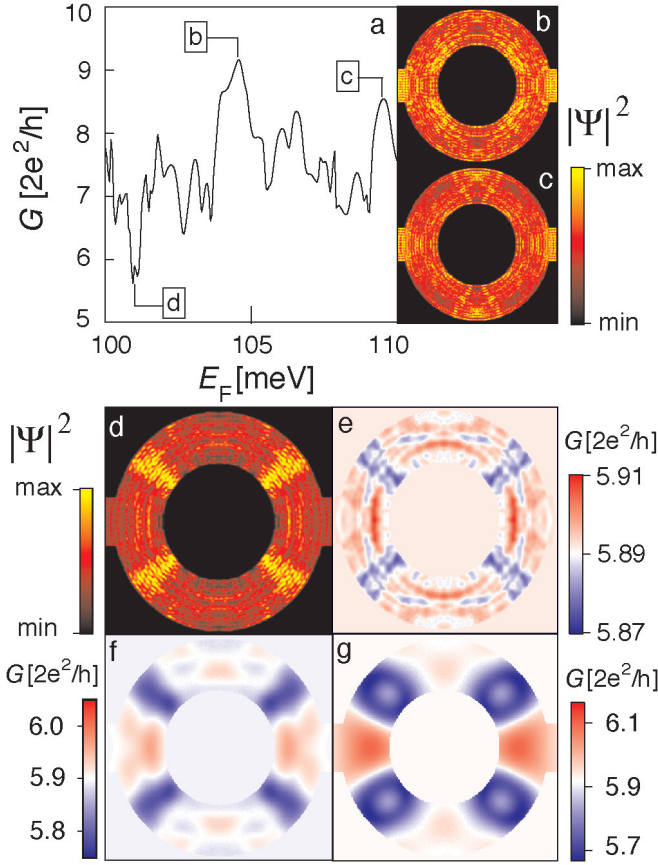 10
9
8
7
6
5
G [2e²/h]
a
b
c
d
100
105
110
E_F [meV]
b
c
|Ψ|²
max
min
|Ψ|²
max
min
d
e
G [2e²/h]
5.91
5.89
5.87
f
g
G [2e²/h]
6.0
5.9
5.8
G [2e²/h]
6.1
5.9
5.7